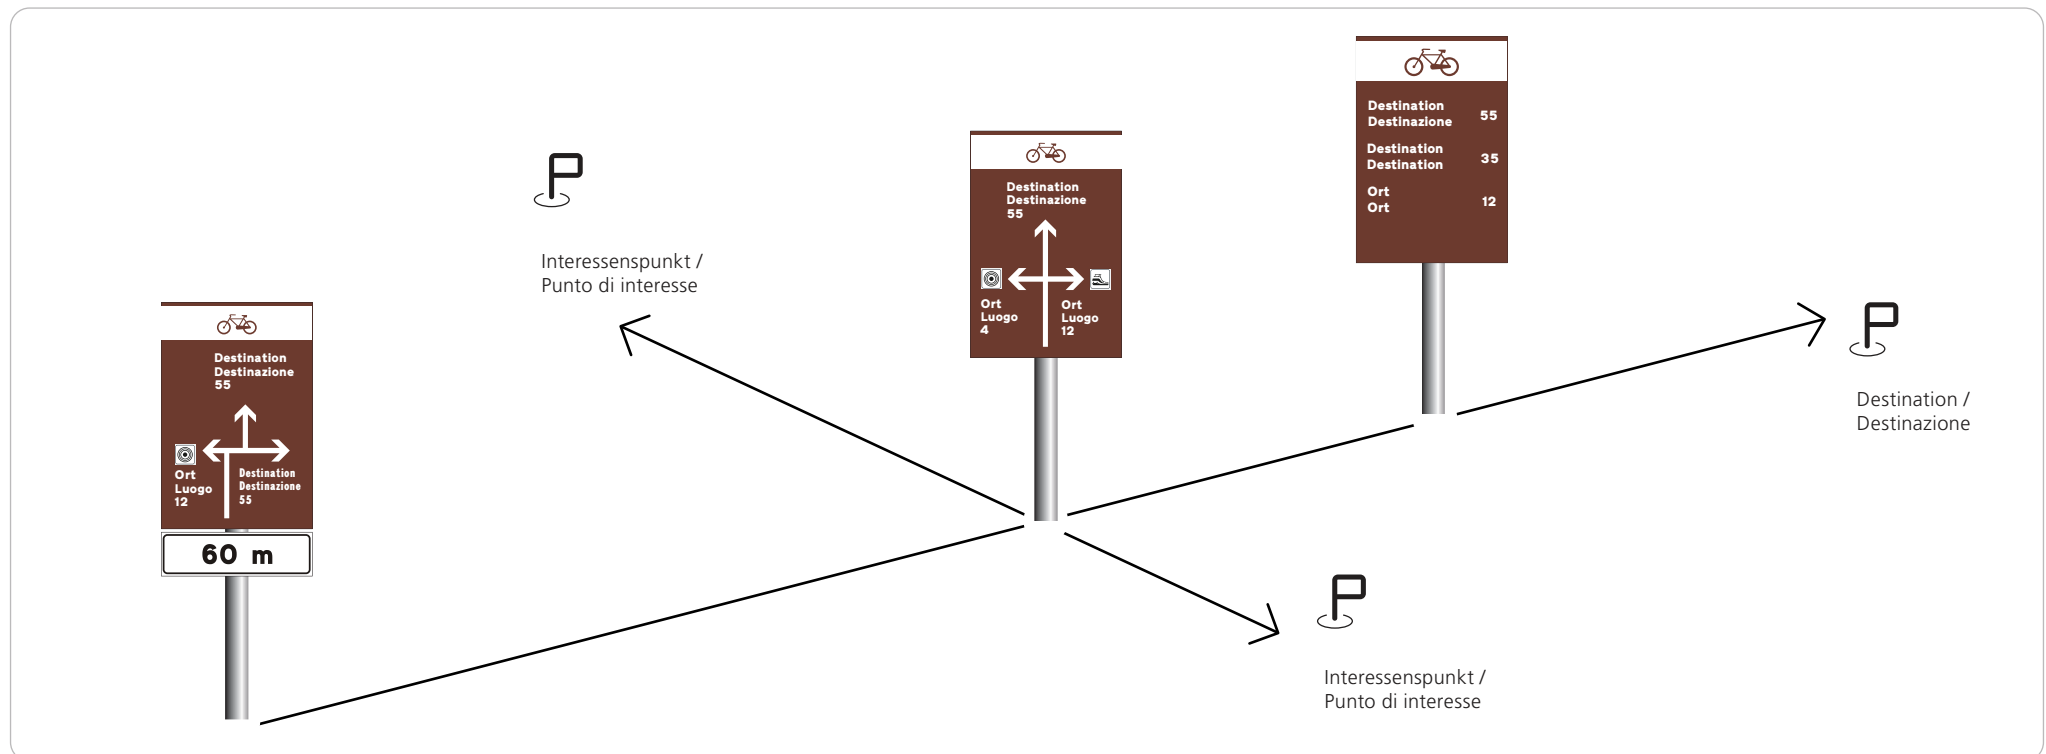 Destination
Destinazione
55
Ort
Luogo
12
Destination
Destinazione
55
60 m
Interessenspunkt /
Punto di interesse
Destination
Destinazione
55
Ort
Luogo
4
Ort
Luogo
12
Destination
Destinazione
55
Destination
Destination
35
Ort
Ort
12
Destination /
Destinazione
Interessenspunkt /
Punto di interesse